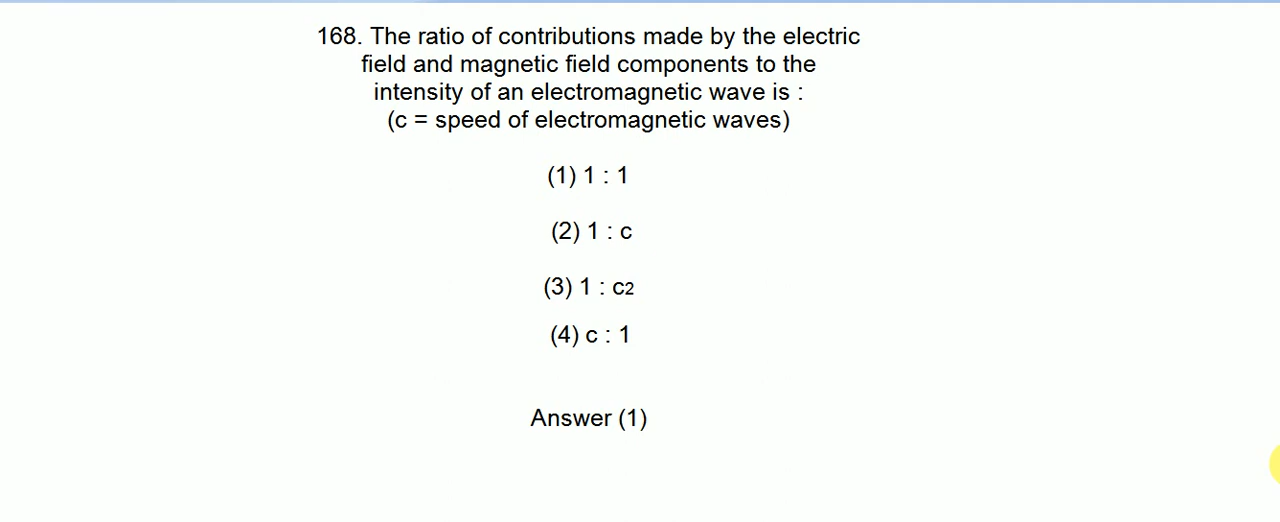 168. The ratio of contributions made by the electric
field and magnetic field components to the
intensity of an electromagnetic wave is :
(c = speed of electromagnetic waves)
(1) 1 : 1
(2) 1 : c
(3) 1 : c2
(4) c : 1
Answer (1)